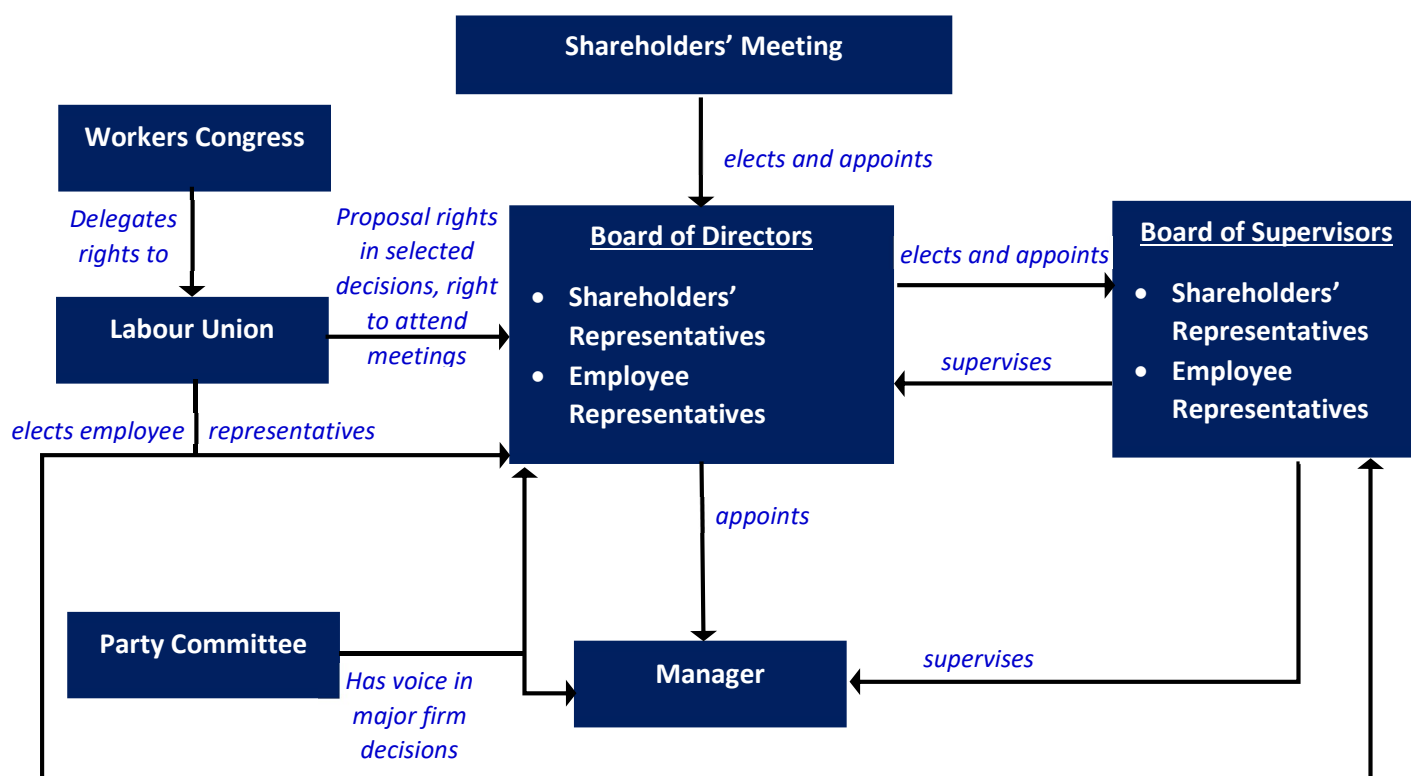 Shareholders’ Meeting
Workers Congress
elects and appoints
Delegates
rights to
Proposal rights
in selected
decisions, right
to attend
meetings
Board of Directors
• Shareholders’
Representatives
• Employee
Representatives
elects and appoints
Board of Supervisors
• Shareholders’
Representatives
• Employee
Representatives
Labour Union
supervises
elects employee representatives
appoints
Party Committee
Has voice in
major firm
decisions
Manager
supervises